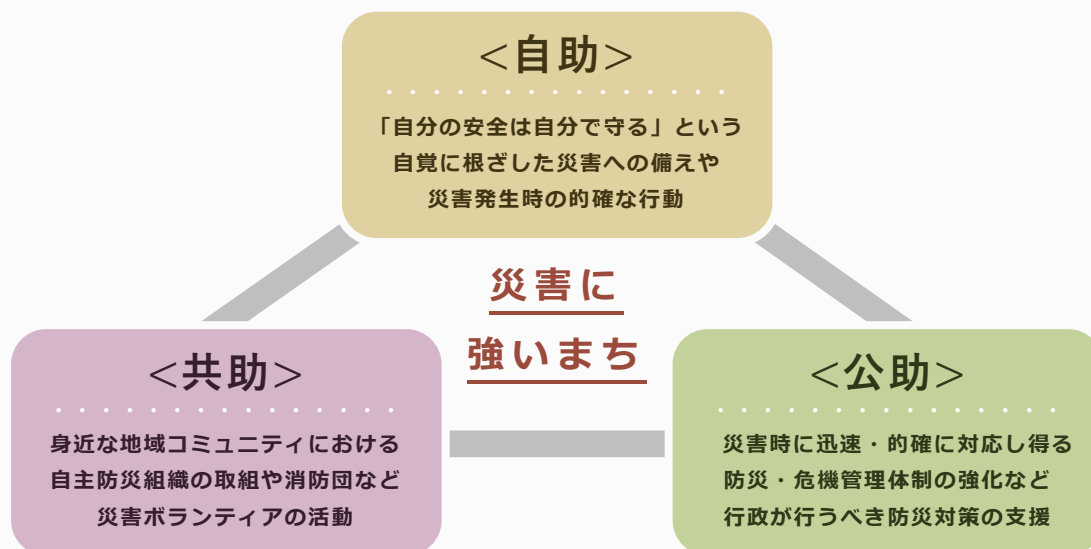 <自助>
「自分の安全は自分で守る」という
自覚に根ざした災害への備えや
災害発生時の的確な行動
災害に
強いまち
<共助>
身近な地域コミュニティにおける
自主防災組織の取組や消防団など
災害ボランティアの活動
<公助>
災害時に迅速・的確に対応し得る
防災・危機管理体制の強化など
行政が行うべき防災対策の支援